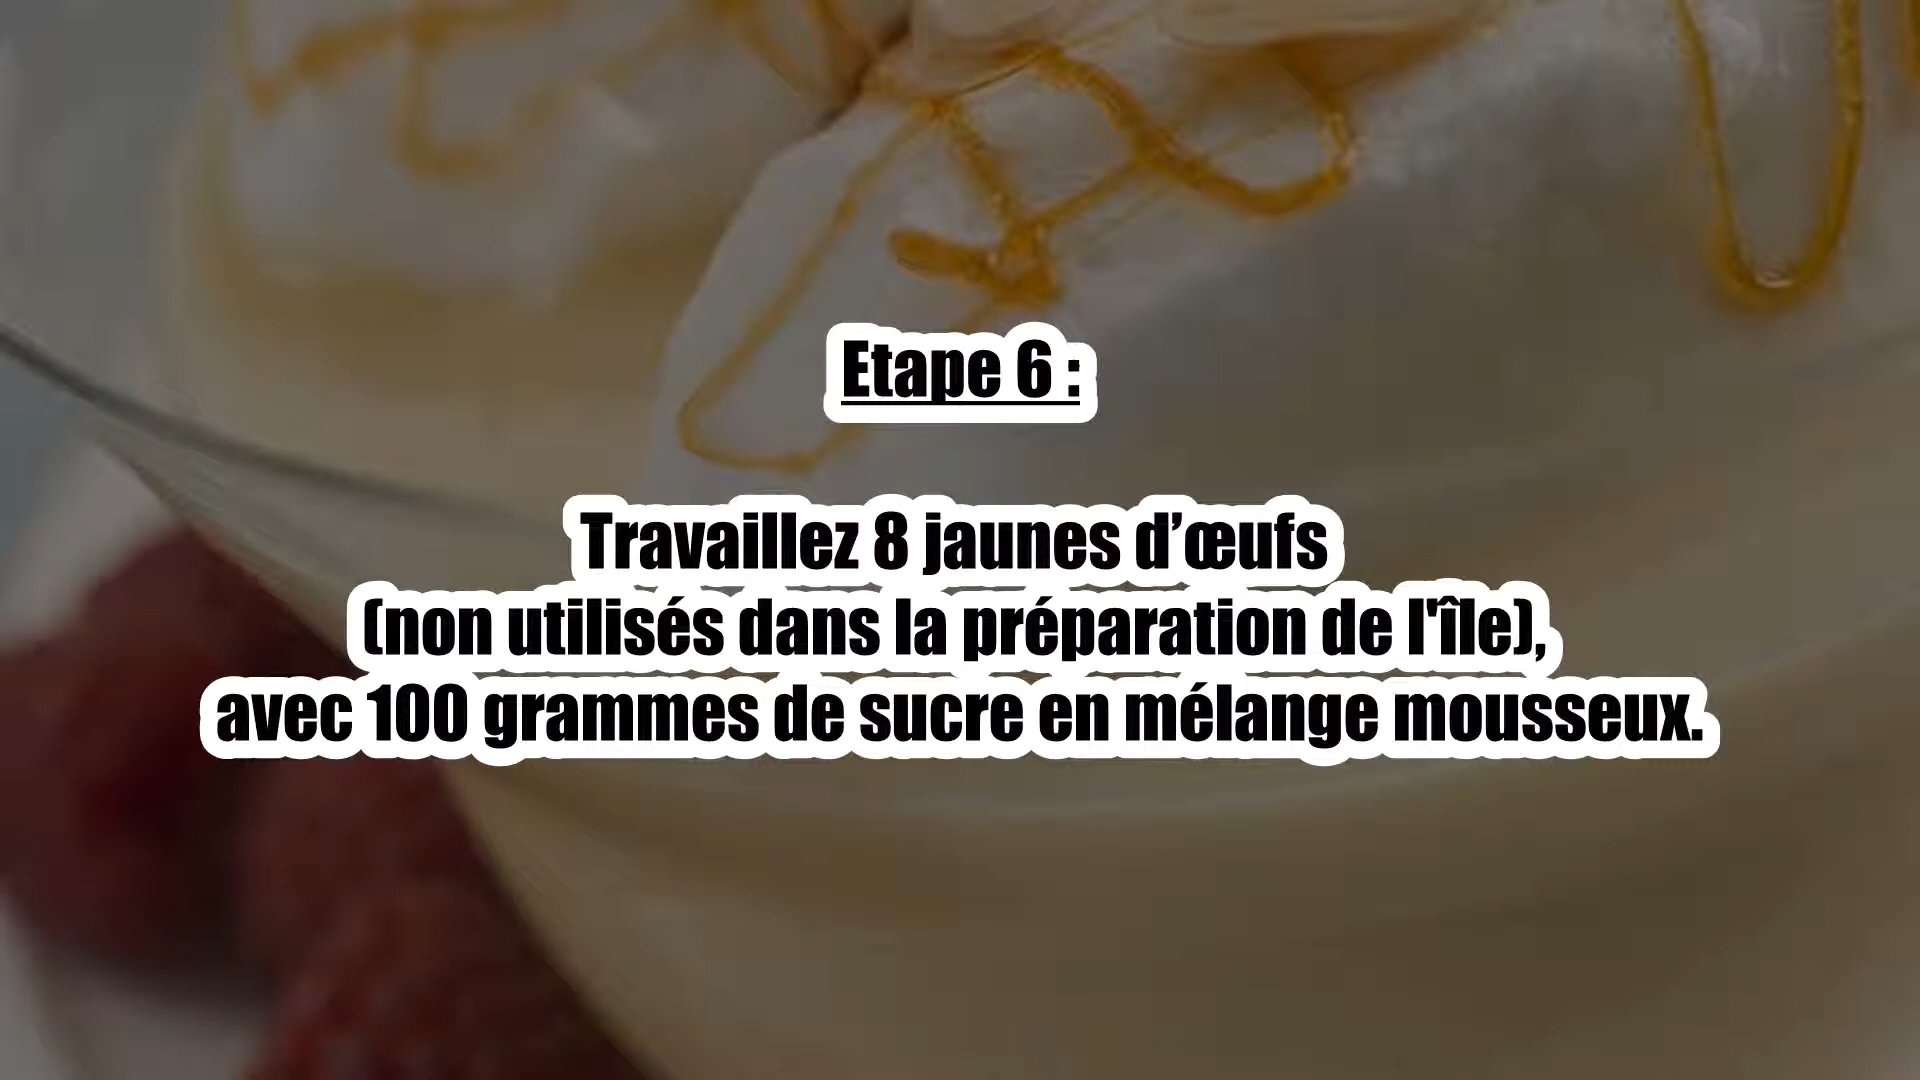 Etape 6 :
Travaillez 8 jaunes d’œufs
(non utilisés dans la préparation de l'île),
avec 100 grammes de sucre en mélange mousseux.